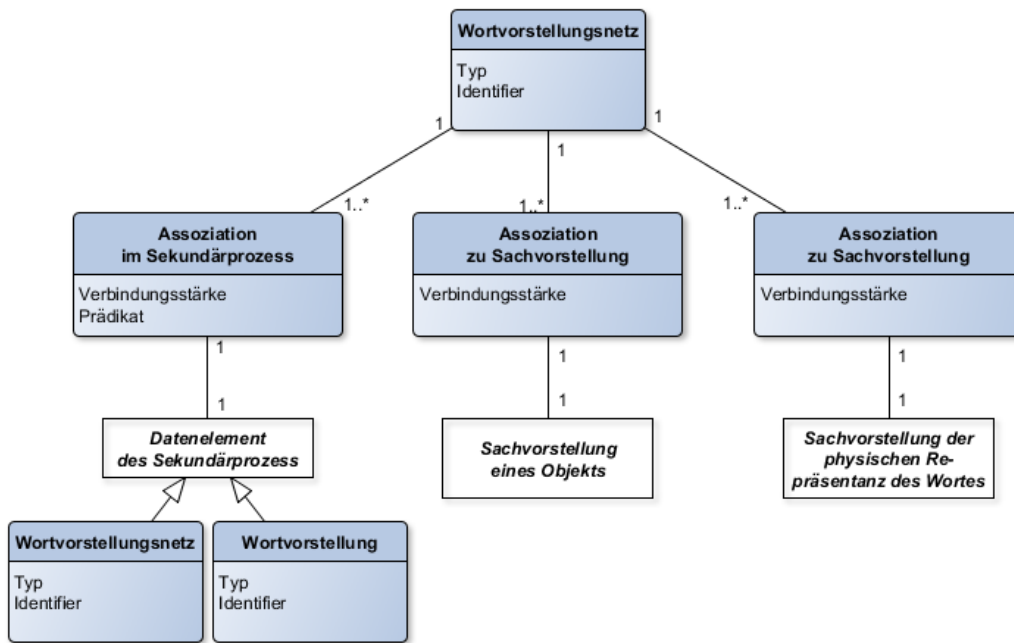 Wortvorstellungsnetz
Typ
Identifier
1
1
1
1..*
1..*
1..*
Assoziation
im Sekundärprozess
Verbindungsstärke
Prädikat
Assoziation
zu Sachvorstellung
Verbindungsstärke
Assoziation
zu Sachvorstellung
Verbindungsstärke
1
1
1
1
1
1
Datenelement
des Sekundärprozess
Sachvorstellung
eines Objekts
Sachvorstellung der
physischen Re-
präsentanz des Wortes
Wortvorstellungsnetz
Typ
Identifier
Wortvorstellung
Typ
Identifier